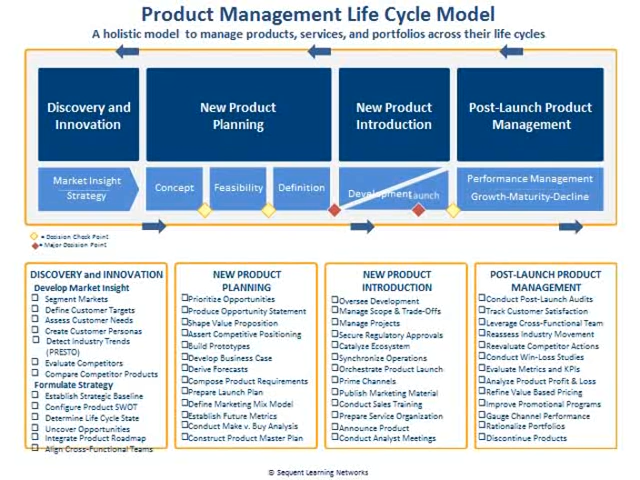 Product Management Life Cycle Model
A holistic model to manage products, services, and portfolios across their life cycles
Discovery and
Innovation
New Product
Planning
New Product
Introduction
Post-Launch Product
Management
Market Insight
Strategy
Concept
Feasibility
Definition
Development
Launch
Performance Management
Growth-Maturity-Decline
= Decision Check Point
= Major Decision Point
DISCOVERY and INNOVATION
Develop Market Insight
Segment Markets
Define Customer Targets
Assess Customer Needs
Create Customer Personas
Detect Industry Trends
(PRESTO)
Evaluate Competitors
Compare Competitor Products
Formulate Strategy
Establish Strategic Baseline
Configure Product SWOT
Determine Life Cycle State
Uncover Opportunities
Integrate Product Roadmap
Align Cross-Functional Teams
NEW PRODUCT
PLANNING
Prioritize Opportunities
Produce Opportunity Statement
Shape Value Proposition
Assert Competitive Positioning
Build Prototypes
Develop Business Case
Derive Forecasts
Compose Product Requirements
Prepare Launch Plan
Define Marketing Mix Model
Establish Future Metrics
Conduct Make v. Buy Analysis
Construct Product Master Plan
NEW PRODUCT
INTRODUCTION
Oversee Development
Manage Scope & Trade-Offs
Manage Projects
Secure Regulatory Approvals
Catalyze Ecosystem
Synchronize Operations
Orchestrate Product Launch
Prime Channels
Publish Marketing Material
Conduct Sales Training
Prepare Service Organization
Announce Product
Conduct Analyst Meetings
POST-LAUNCH PRODUCT
MANAGEMENT
Conduct Post-Launch Audits
Track Customer Satisfaction
Leverage Cross-Functional Team
Reassess Industry Movement
Reevaluate Competitor Actions
Conduct Win-Loss Studies
Evaluate Metrics and KPIs
Analyze Product Profit & Loss
Refine Value Based Pricing
Improve Promotional Programs
Gauge Channel Performance
Rationalize Portfolios
Discontinue Products
© Sequent Learning Networks